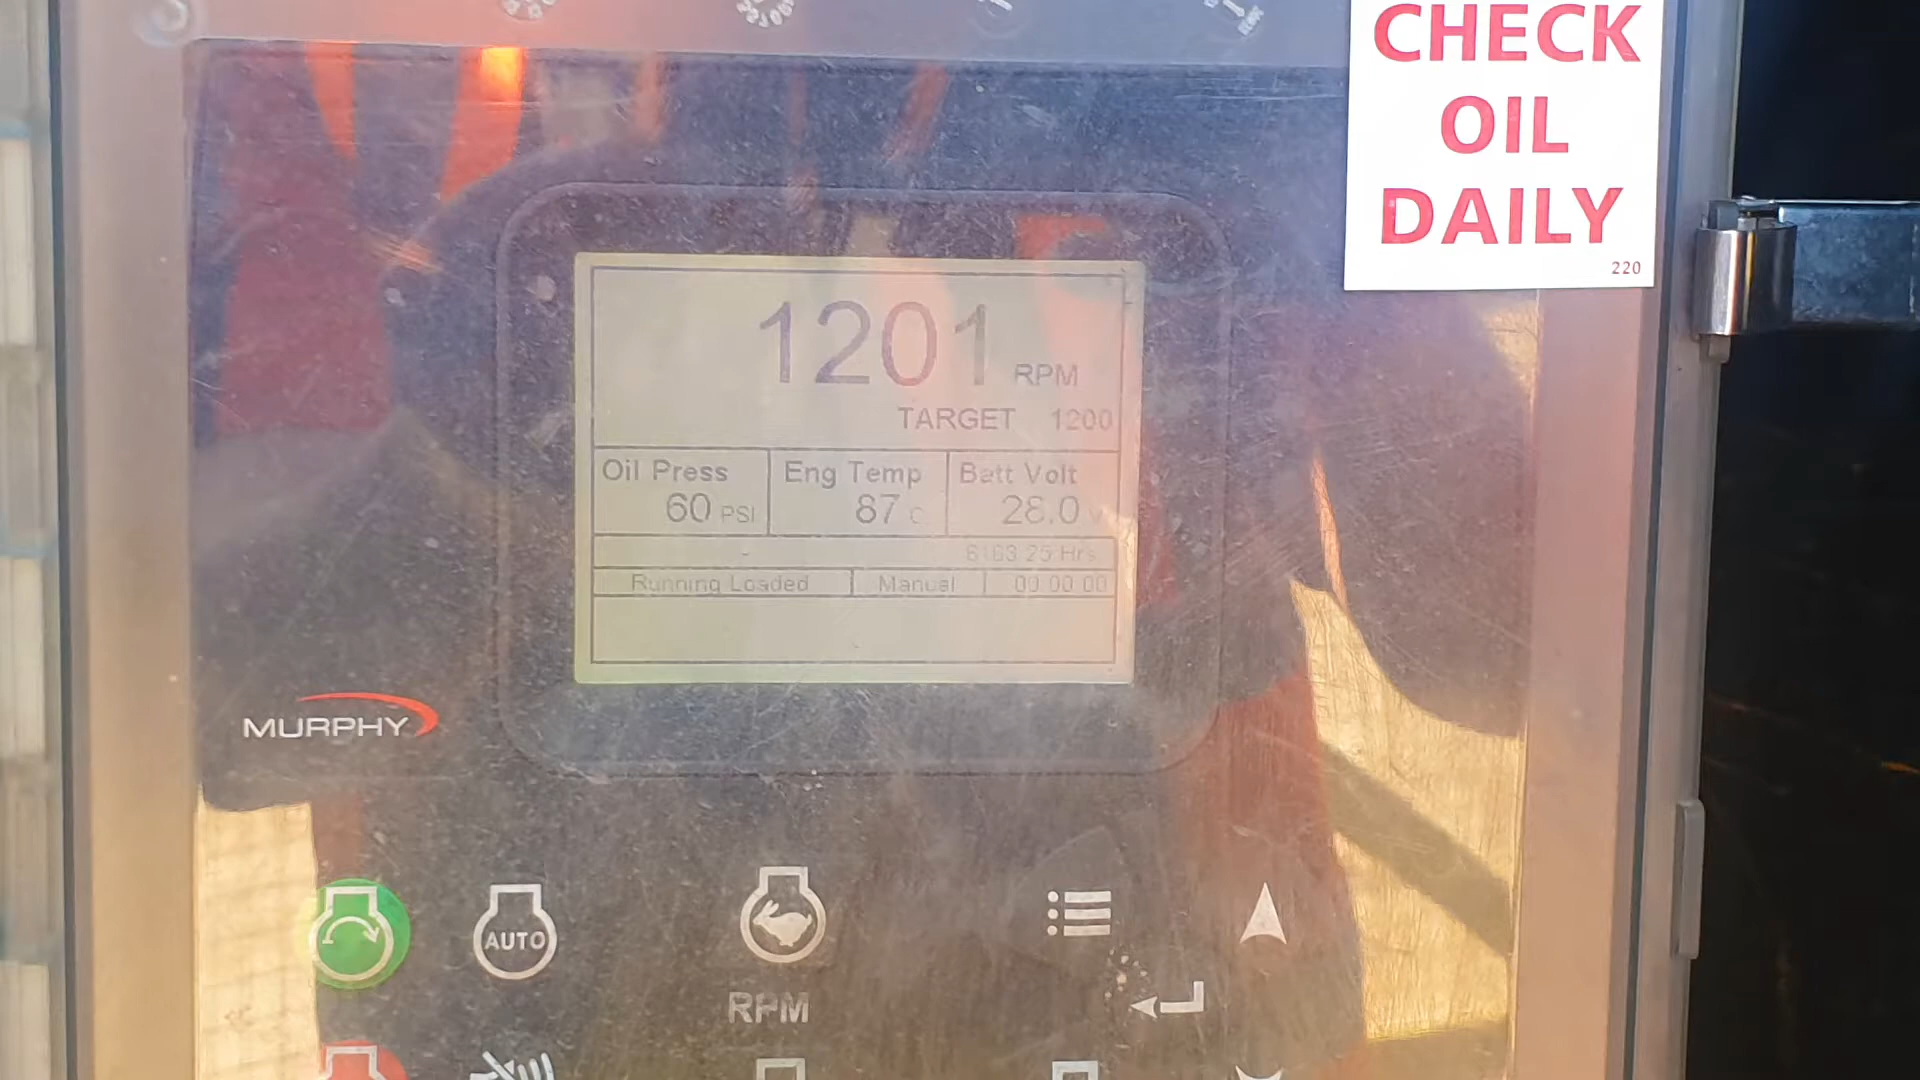 CHECK
OIL
DAILY
220
1201 RPM
TARGET 1200
Oil Press Eng Temp Batt Volt
60 PSI 87 C 28.0 V
Hrs
Running Loaded Manual 00:00:00
MURPHY
AUTO
RPM